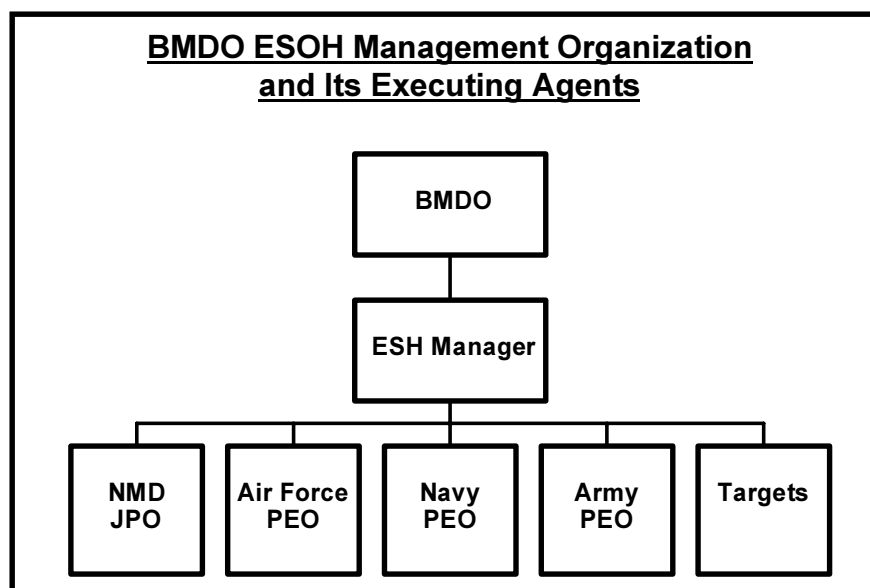 BMDO ESOH Management Organization
and Its Executing Agents
BMDO
ESH Manager
NMD
JPO
Air Force
PEO
Navy
PEO
Army
PEO
Targets